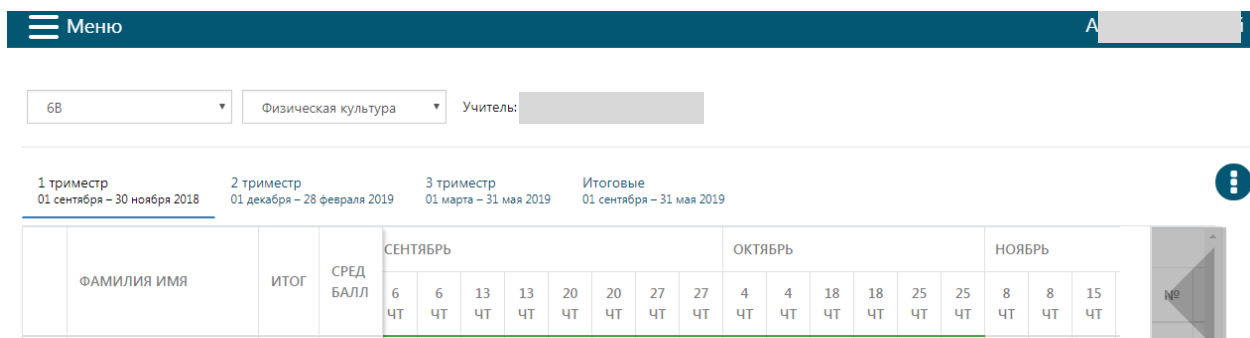 Меню
А
6В Физическая культура Учитель:
1 триместр 2 триместр 3 триместр Итоговые
01 сентября – 30 ноября 2018 01 декабря – 28 февраля 2019 01 марта – 31 мая 2019 01 сентября – 31 мая 2019
СЕНТЯБРЬ ОКТЯБРЬ НОЯБРЬ
ФАМИЛИЯ ИМЯ ИТОГ СРЕД БАЛЛ №
6 6 13 13 20 20 27 27 4 4 18 18 25 25 8 8 15
ЧТ ЧТ ЧТ ЧТ ЧТ ЧТ ЧТ ЧТ ЧТ ЧТ ЧТ ЧТ ЧТ ЧТ ЧТ ЧТ ЧТ